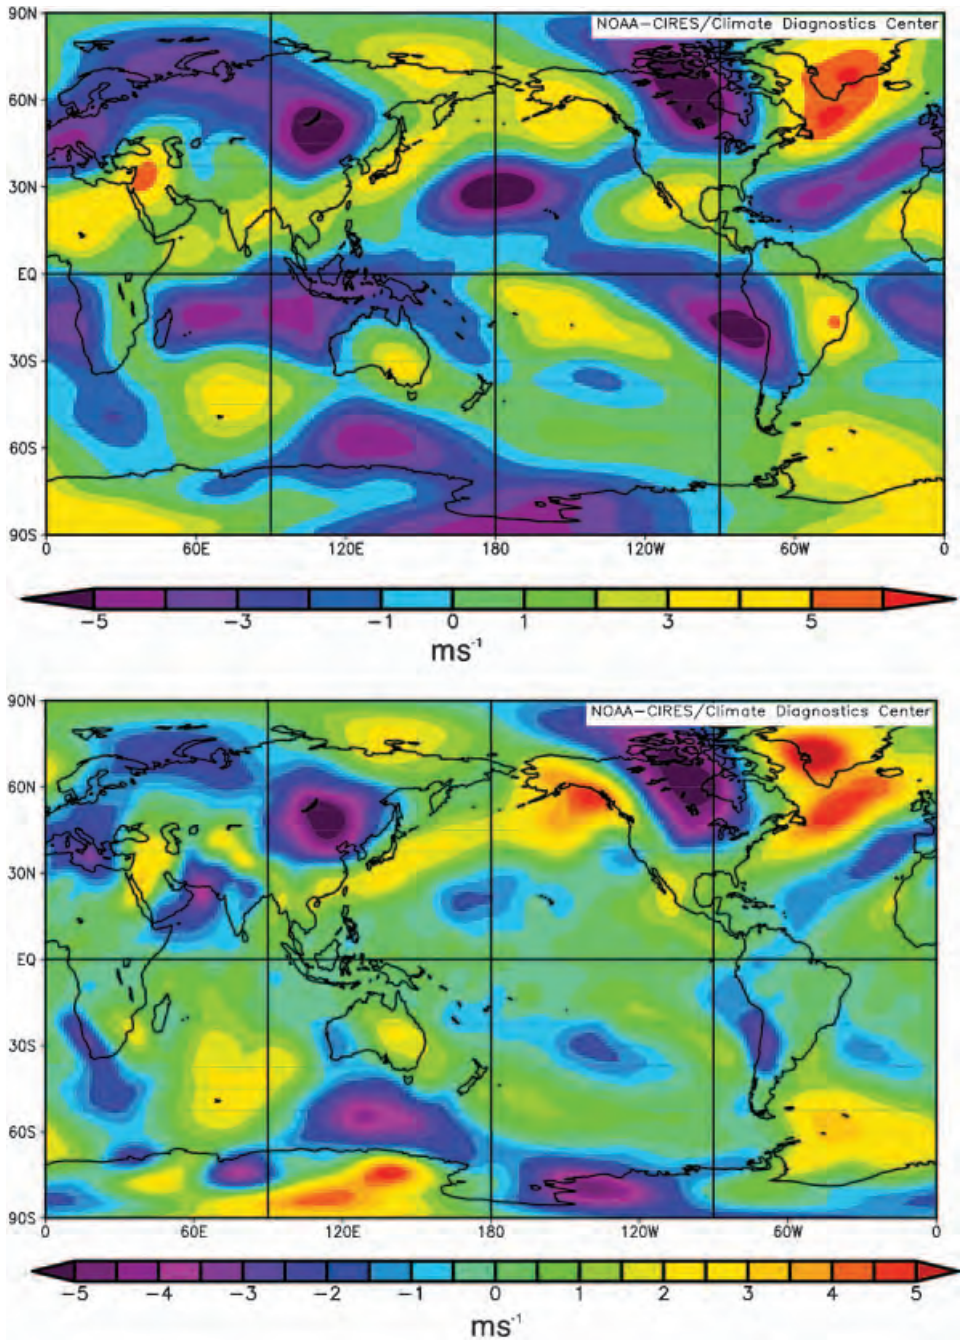 90N
NOAA-CIRES/Climate Diagnostics Center
60N
30N
EQ
30S
60S
90S
0 60E 120E 180 120W 60W 0
-5 -3 -1 0 1 3 5
ms⁻¹
90N
NOAA-CIRES/Climate Diagnostics Center
60N
30N
EQ
30S
60S
90S
0 60E 120E 180 120W 60W 0
-5 -4 -3 -2 -1 0 1 2 3 4 5
ms⁻¹